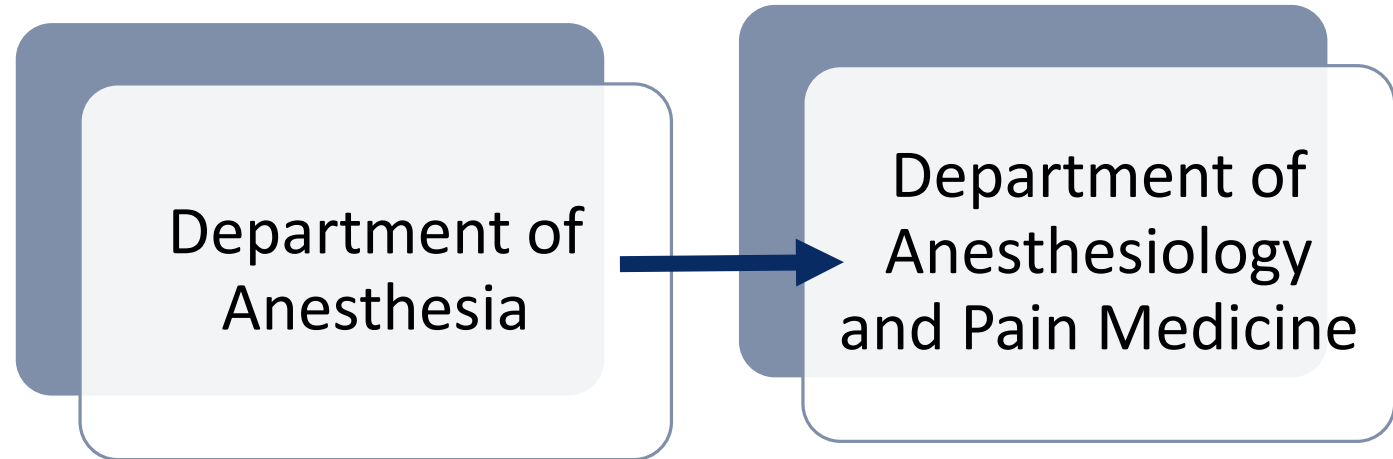 Department of
Anesthesia
Department of
Anesthesiology
and Pain Medicine